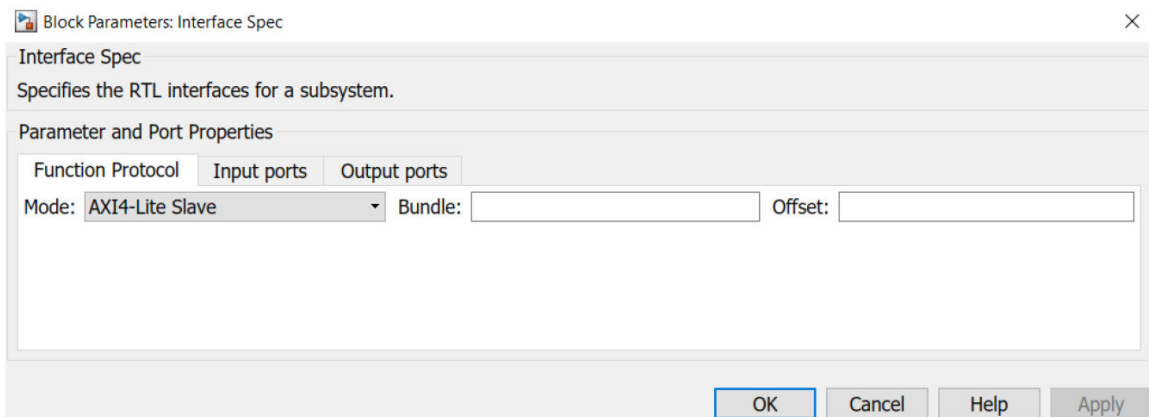 Block Parameters: Interface Spec
Interface Spec
Specifies the RTL interfaces for a subsystem.
Parameter and Port Properties
Function Protocol Input ports Output ports
Mode: AXI4-Lite Slave Bundle: Offset:
OK Cancel Help Apply